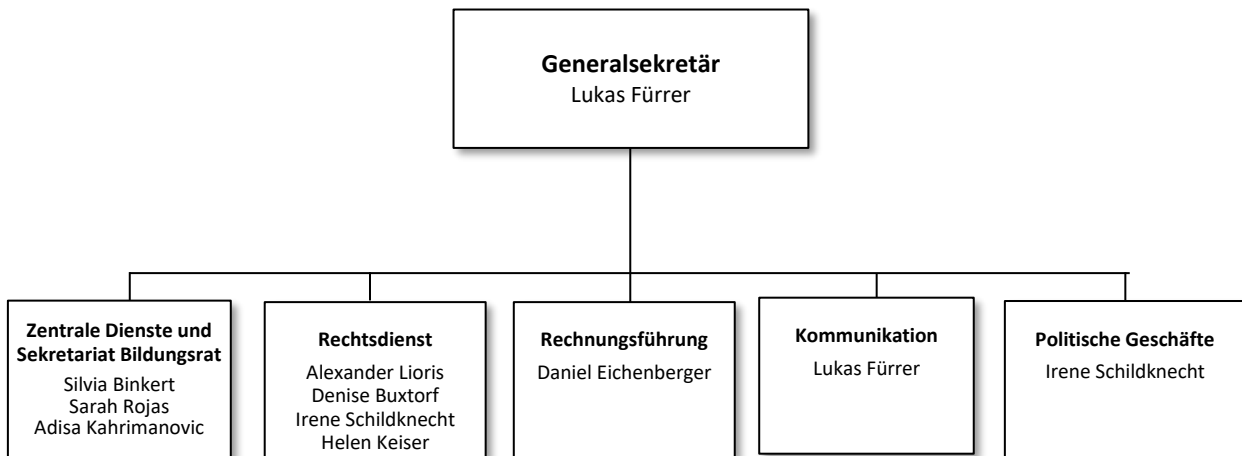 Generalsekretär
Lukas Fürrer
Zentrale Dienste und
Sekretariat Bildungsrat
Silvia Binkert
Sarah Rojas
Adisa Kahrimanovic
Rechtsdienst
Alexander Lioris
Denise Buxtorf
Irene Schildknecht
Helen Keiser
Rechnungsführung
Daniel Eichenberger
Kommunikation
Lukas Fürrer
Politische Geschäfte
Irene Schildknecht